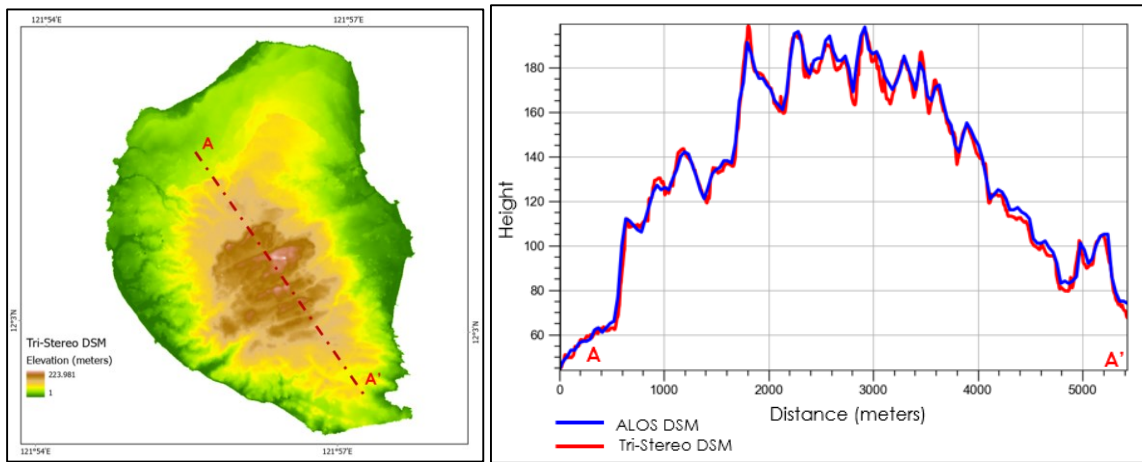 121°54'E
121°57'E
A
12°3'N
12°3'N
A'
Tri-Stereo DSM
Elevation (meters)
223.981
1
121°54'E
121°57'E
Height
180
160
140
120
100
80
60
A
A'
0
1000
2000
3000
4000
5000
Distance (meters)
ALOS DSM
Tri-Stereo DSM